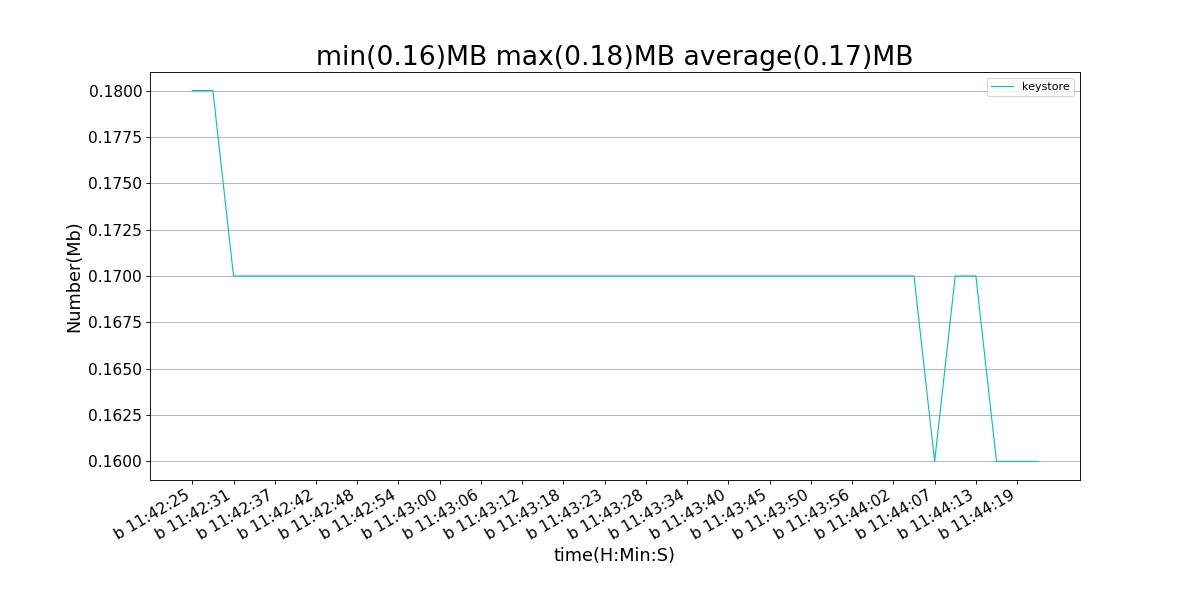 min(0.16)MB max(0.18)MB average(0.17)MB
keystore
0.1800
0.1775
0.1750
0.1725
0.1700
0.1675
0.1650
0.1625
0.1600
Number(Mb)
b 11:42:25
b 11:42:31
b 11:42:37
b 11:42:42
b 11:42:48
b 11:42:54
b 11:43:00
b 11:43:06
b 11:43:12
b 11:43:18
b 11:43:23
b 11:43:28
b 11:43:34
b 11:43:40
b 11:43:45
b 11:43:50
b 11:43:56
b 11:44:02
b 11:44:07
b 11:44:13
b 11:44:19
time(H:Min:S)